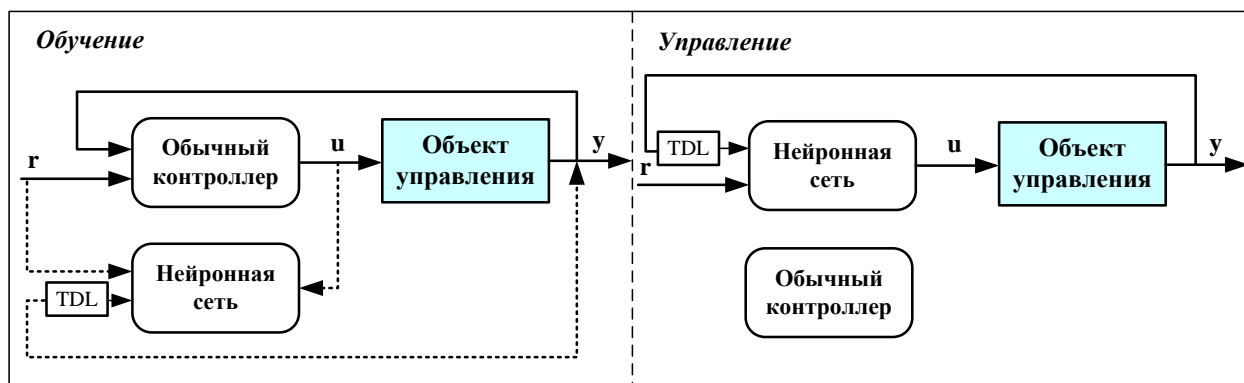 Обучение
Обычный
контроллер
u
Объект
управления
y
r
Нейронная
сеть
TDL
Управление
TDL
r
Нейронная
сеть
u
Объект
управления
y
Обычный
контроллер